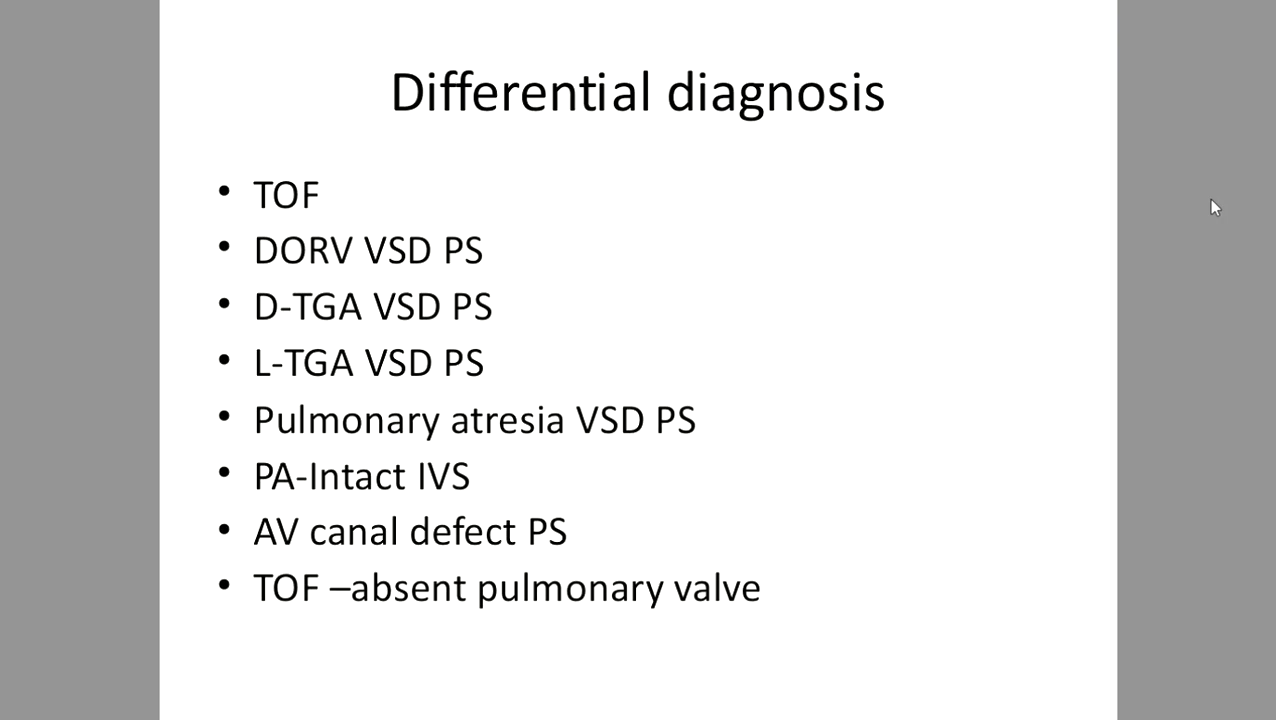 Differential diagnosis
• TOF
• DORV VSD PS
• D-TGA VSD PS
• L-TGA VSD PS
• Pulmonary atresia VSD PS
• PA-Intact IVS
• AV canal defect PS
• TOF –absent pulmonary valve